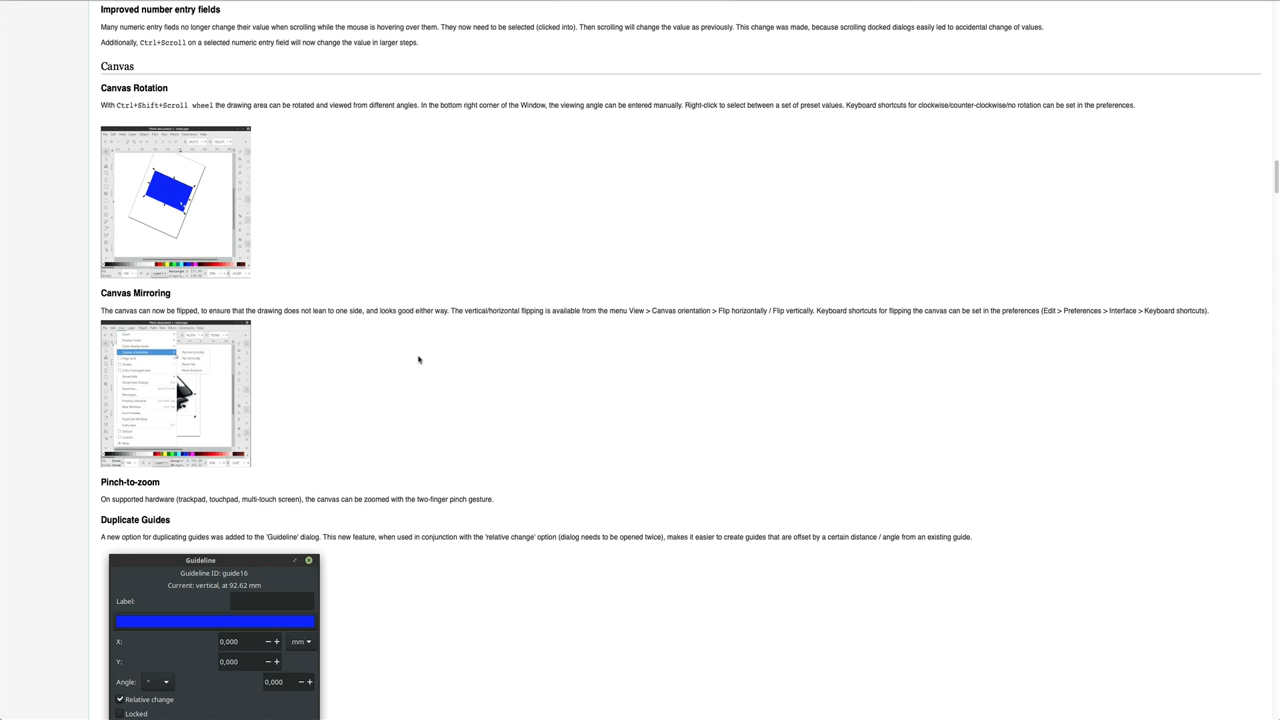 Improved number entry fields
Many numeric entry fieds no longer change their value when scrolling while the mouse is hovering over them. They now need to be selected (clicked into). Then scrolling will change the value as previously. This change was made, because scrolling docked dialogs easily led to accidental change of values.
Additionally, Ctrl+Scroll on a selected numeric entry field will now change the value in larger steps.
Canvas
Canvas Rotation
With Ctrl+Shift+Scroll wheel the drawing area can be rotated and viewed from different angles. In the bottom right corner of the Window, the viewing angle can be entered manually. Right-click to select between a set of preset values. Keyboard shortcuts for clockwise/counter-clockwise/no rotation can be set in the preferences.
Canvas Mirroring
The canvas can now be flipped, to ensure that the drawing does not lean to one side, and looks good either way. The vertical/horizontal flipping is available from the menu View > Canvas orientation > Flip horizontally / Flip vertically. Keyboard shortcuts for flipping the canvas can be set in the preferences (Edit > Preferences > Interface > Keyboard shortcuts).
Canvas orientation
Flip Horizontally
Flip Vertically
Pinch-to-zoom
On supported hardware (trackpad, touchpad, multi-touch screen), the canvas can be zoomed with the two-finger pinch gesture.
Duplicate Guides
A new option for duplicating guides was added to the 'Guideline' dialog. This new feature, when used in conjunction with the 'relative change' option (dialog needs to be opened twice), makes it easier to create guides that are offset by a certain distance / angle from an existing guide.
Guideline
Guideline ID: guide16
Current: vertical, at 92.62 mm
Label:
X: 0,000 − + mm
Y: 0,000 − +
Angle: ° 0,000 − +
Relative change
Locked